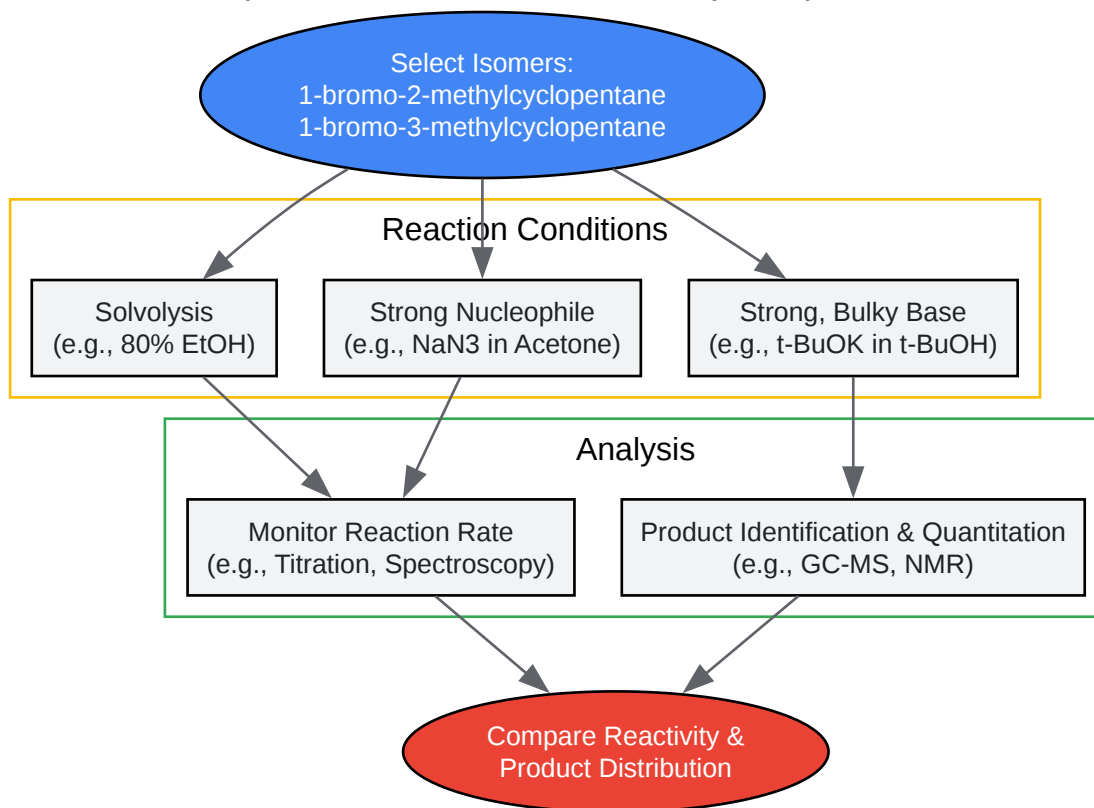 Select Isomers:
1-bromo-2-methylcyclopentane
1-bromo-3-methylcyclopentane
Reaction Conditions
Solvolysis
(e.g., 80% EtOH)
Strong Nucleophile
(e.g., NaN3 in Acetone)
Strong, Bulky Base
(e.g., t-BuOK in t-BuOH)
Analysis
Monitor Reaction Rate
(e.g., Titration, Spectroscopy)
Product Identification & Quantitation
(e.g., GC-MS, NMR)
Compare Reactivity &
Product Distribution